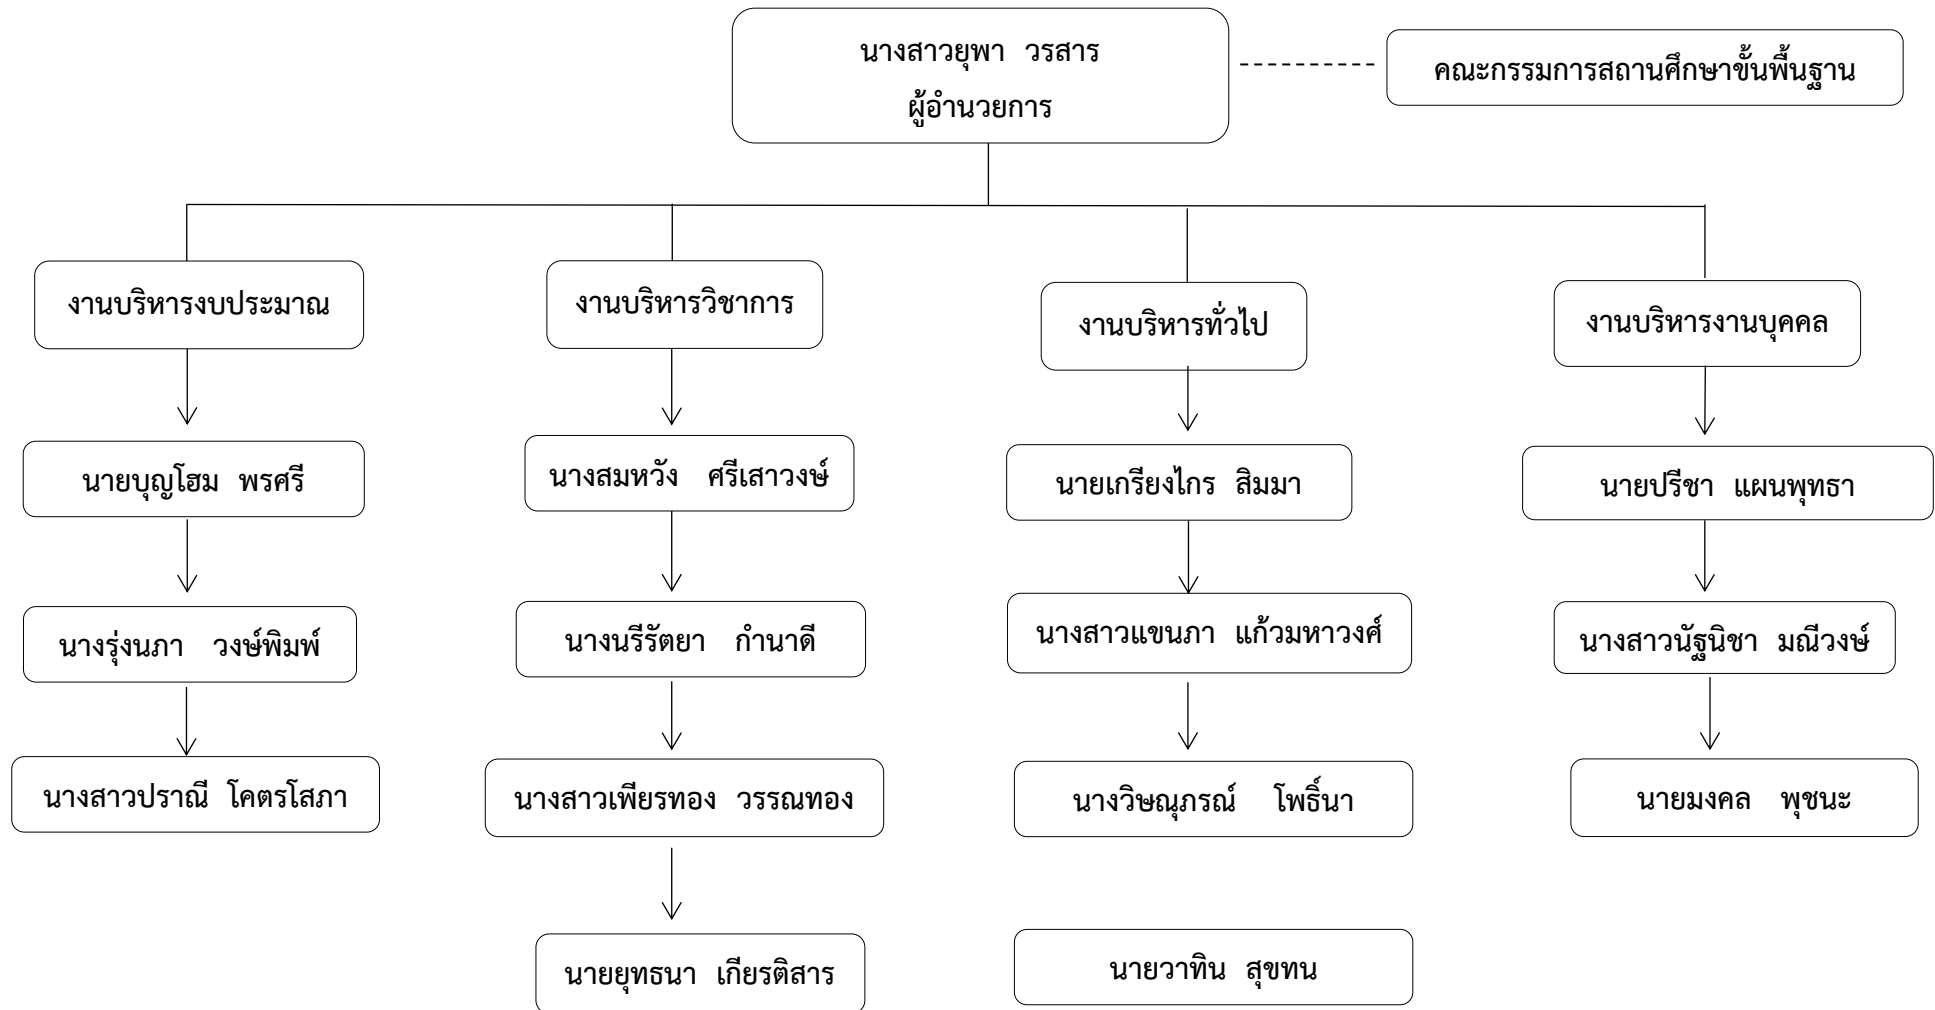 นางสาวยุพา วรสาร
ผู้อำนวยการ
คณะกรรมการสถานศึกษาขั้นพื้นฐาน
งานบริหารงบประมาณ
งานบริหารวิชาการ
งานบริหารทั่วไป
งานบริหารงานบุคคล
นายบุญโฮม พรศรี
นางสมหวัง ศรีเสาวงษ์
นายเกรียงไกร สิมมา
นายปรีชา แผนพุทธา
นางรุ่งนภา วงษ์พิมพ์
นางนรีรัตยา กำนาดี
นางสาวแขนภา แก้วมหาวงศ์
นางสาวนัฐนิชา มณีวงษ์
นางสาวปราณี โคตรโสภา
นางสาวเพียรทอง วรรณทอง
นางวิษณุภรณ์ โพธิ์นา
นายมงคล พุชนะ
นายยุทธนา เกียรติสาร
นายวาทิน สุขทน